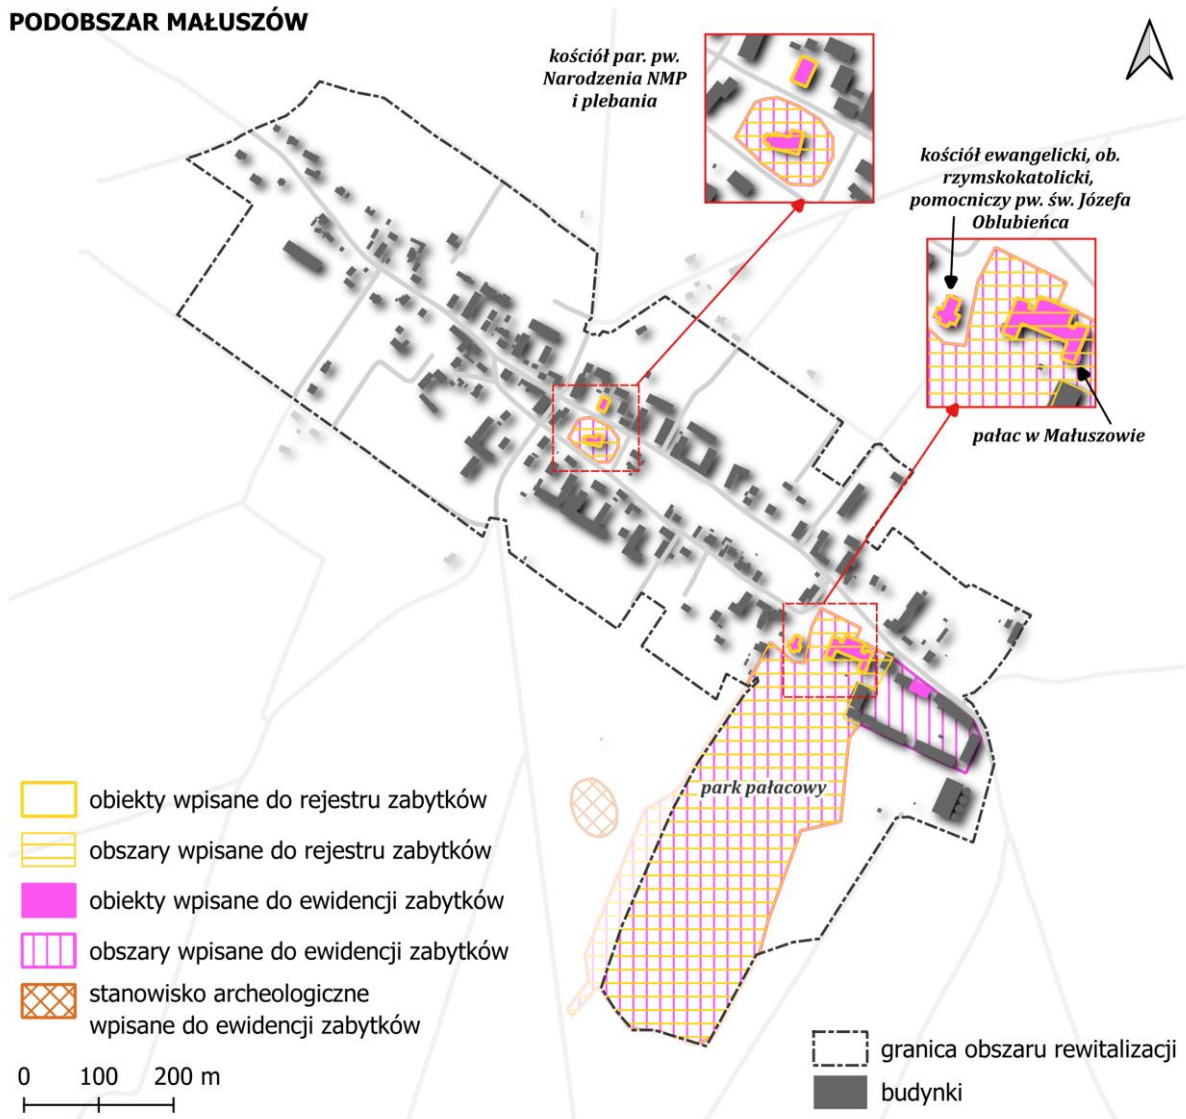 PODOBSZAR MAŁUSZÓW
kościół par. pw.
Narodzenia NMP
i plebania
kościół ewangelicki, ob.
rzymskokatolicki,
pomocniczy pw. św. Józefa
Oblubieńca
pałac w Małuszowie
park pałacowy
obiekty wpisane do rejestru zabytków
obszary wpisane do rejestru zabytków
obiekty wpisane do ewidencji zabytków
obszary wpisane do ewidencji zabytków
stanowisko archeologiczne
wpisane do ewidencji zabytków
0 100 200 m
granica obszaru rewitalizacji
budynki